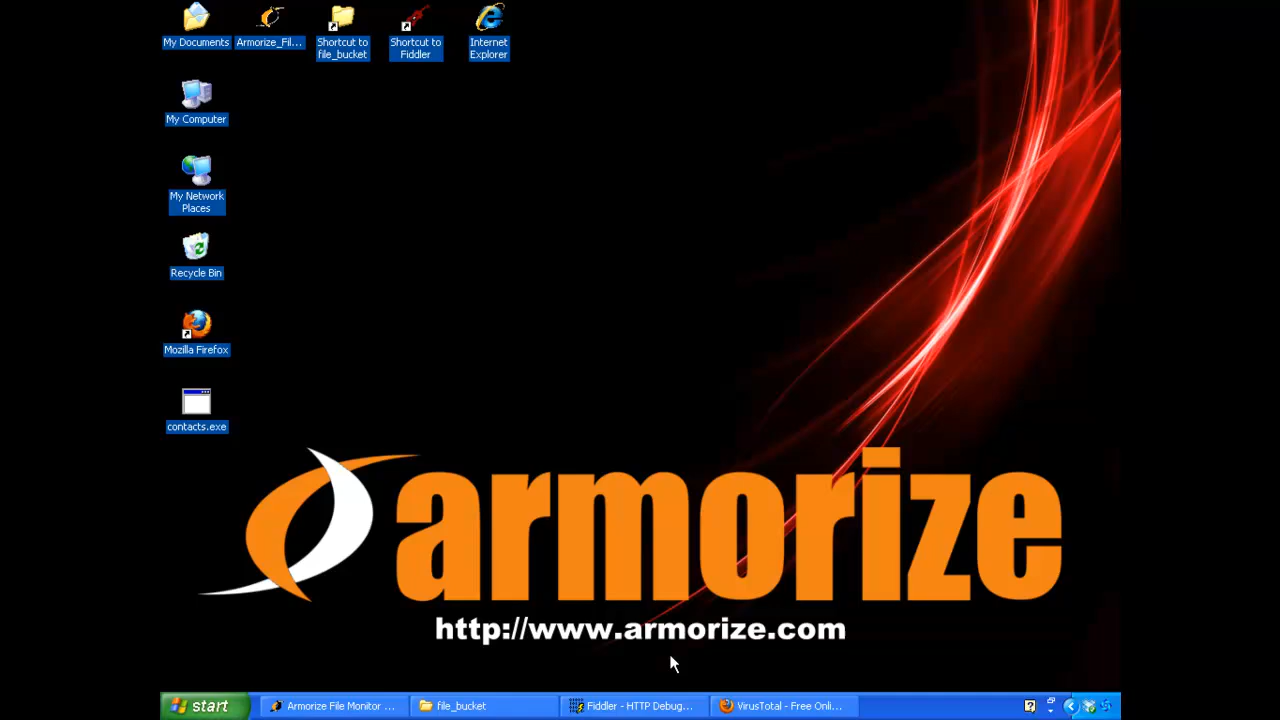 My Documents
Armorize_Fil...
Shortcut to
file_bucket
Shortcut to
Fiddler
Internet
Explorer
My Computer
My Network
Places
Recycle Bin
Mozilla Firefox
contacts.exe
armorize
http://www.armorize.com
start
Armorize File Monitor ...
file_bucket
Fiddler - HTTP Debug...
VirusTotal - Free Onli...